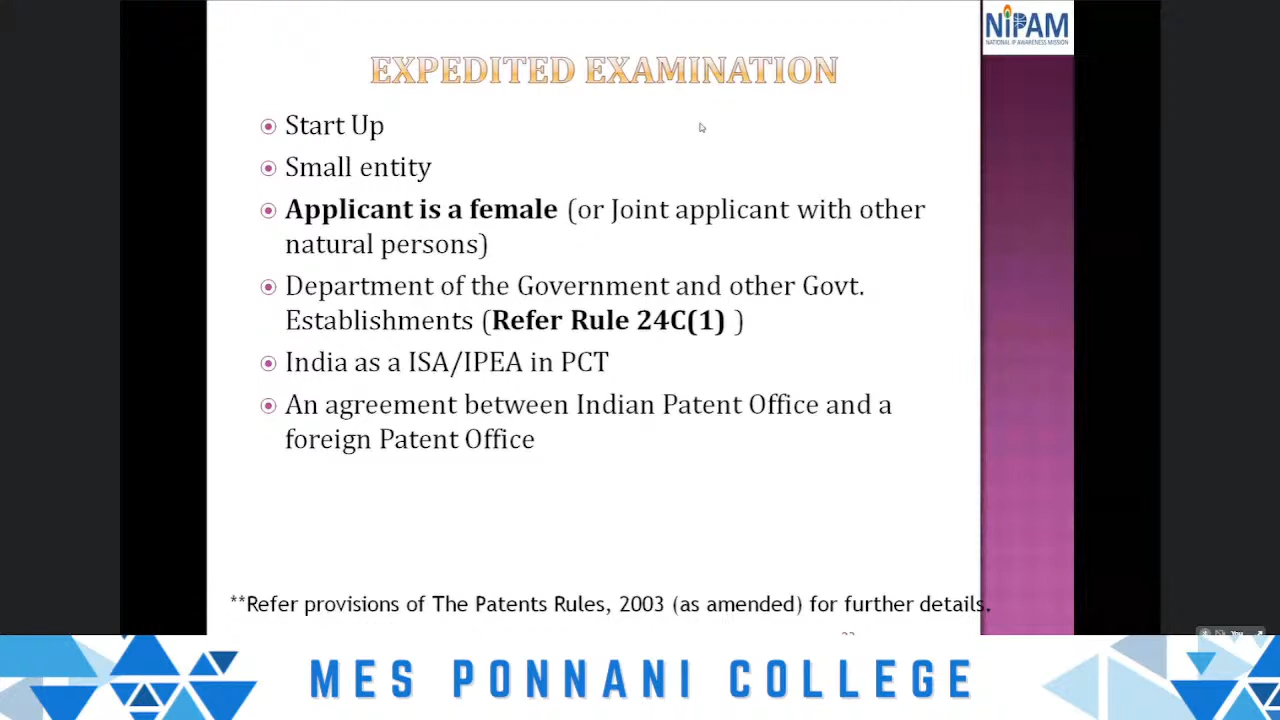 NIPAM
NATIONAL IP AWARENESS MISSION
EXPEDITED EXAMINATION
Start Up
Small entity
Applicant is a female (or Joint applicant with other
natural persons)
Department of the Government and other Govt.
Establishments (Refer Rule 24C(1) )
India as a ISA/IPEA in PCT
An agreement between Indian Patent Office and a
foreign Patent Office
**Refer provisions of The Patents Rules, 2003 (as amended) for further details.
You
MES PONNANI COLLEGE